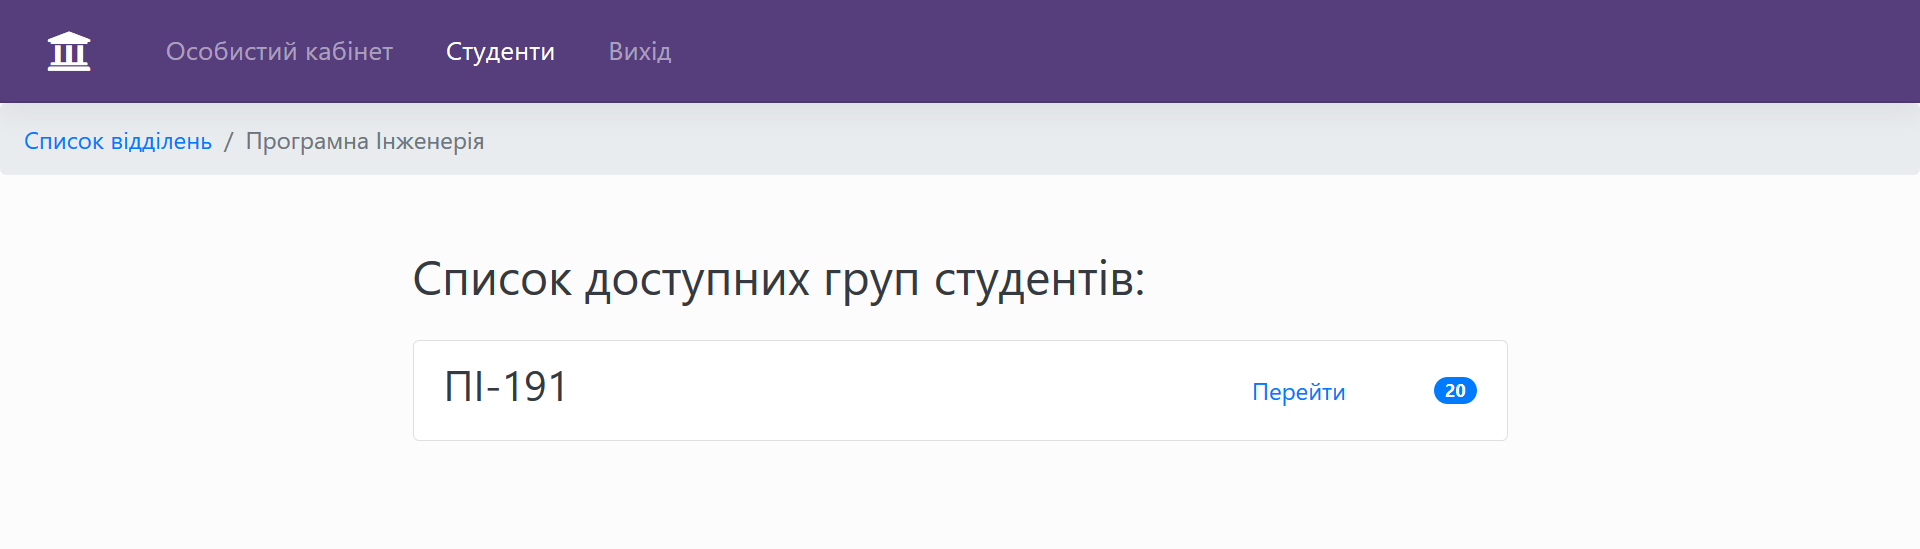 Особистий кабінет Студенти Вихід
Список відділень / Програмна Інженерія
Список доступних груп студентів:
ПІ-191 Перейти 20